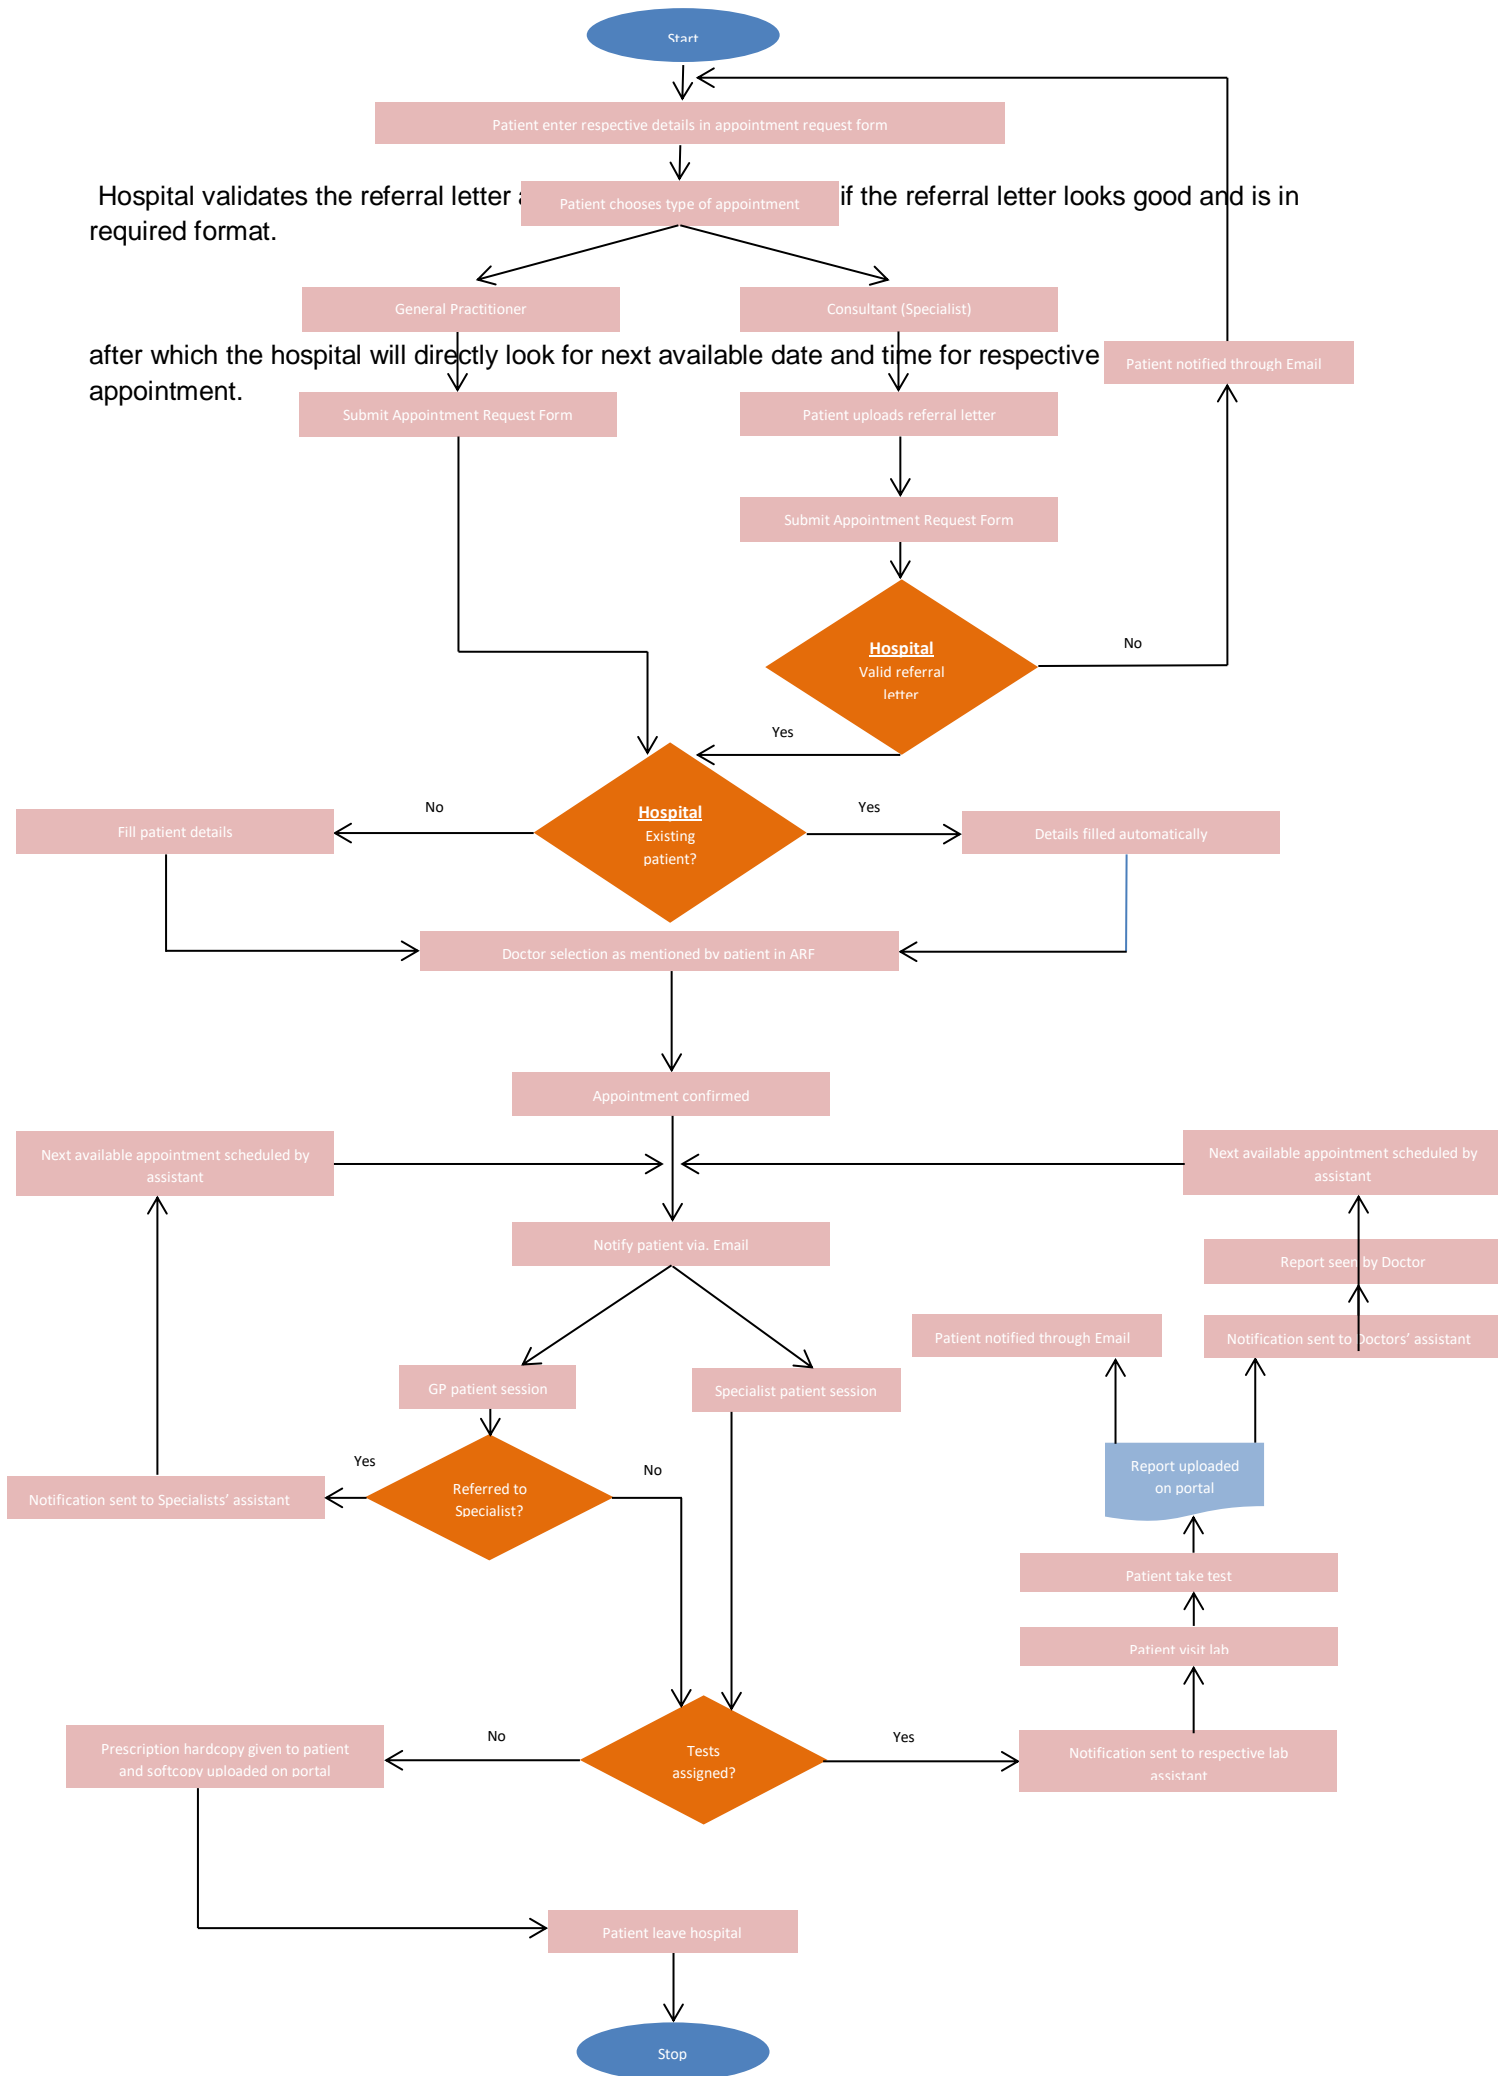 Start
Patient enter respective details in appointment request form
Hospital validates the referral letter
Patient chooses type of appointment
if the referral letter looks good and is in
required format.
General Practitioner
Consultant (Specialist)
after which the hospital will directly look for next available date and time for respective
appointment.
Patient notified through Email
Submit Appointment Request Form
Patient uploads referral letter
Submit Appointment Request Form
Hospital
Valid referral
letter
No
Yes
Hospital
Existing
patient?
No
Yes
Fill patient details
Details filled automatically
Doctor selection as mentioned by patient in ARF
Appointment confirmed
Next available appointment scheduled by
assistant
Next available appointment scheduled by
assistant
Notify patient via. Email
Report seen by Doctor
Patient notified through Email
Notification sent to Doctors' assistant
GP patient session
Specialist patient session
Yes
No
Referred to
Specialist?
Notification sent to Specialists' assistant
Report uploaded
on portal
Patient take test
Patient visit lab
Prescription hardcopy given to patient
and softcopy uploaded on portal
No
Tests
assigned?
Yes
Notification sent to respective lab
assistant
Patient leave hospital
Stop